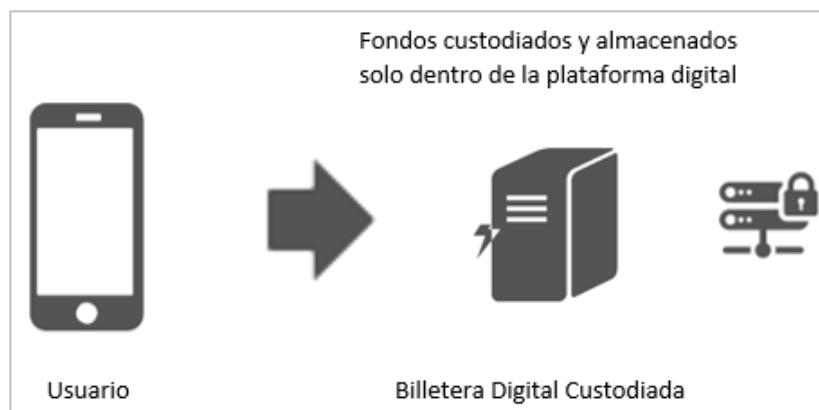 Fondos custodiados y almacenados
solo dentro de la plataforma digital
Usuario
Billetera Digital Custodiada